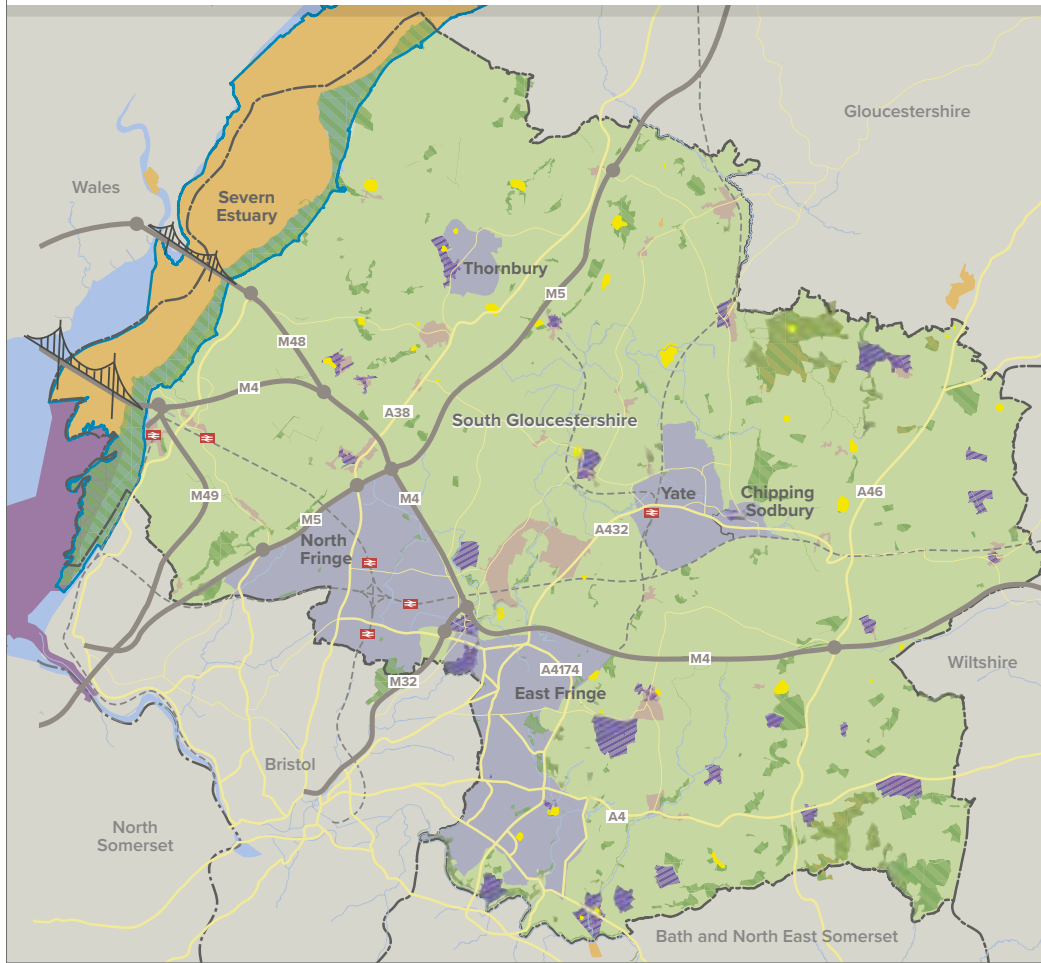 Gloucestershire
Wales
Severn
Estuary
Thornbury
M5
M48
M4
A38
South Gloucestershire
M49
M4
Yate
Chipping
Sodbury
A46
M5
North
Fringe
A432
M4
A4174
M32
East Fringe
Wiltshire
Bristol
A4
North
Somerset
Bath and North East Somerset